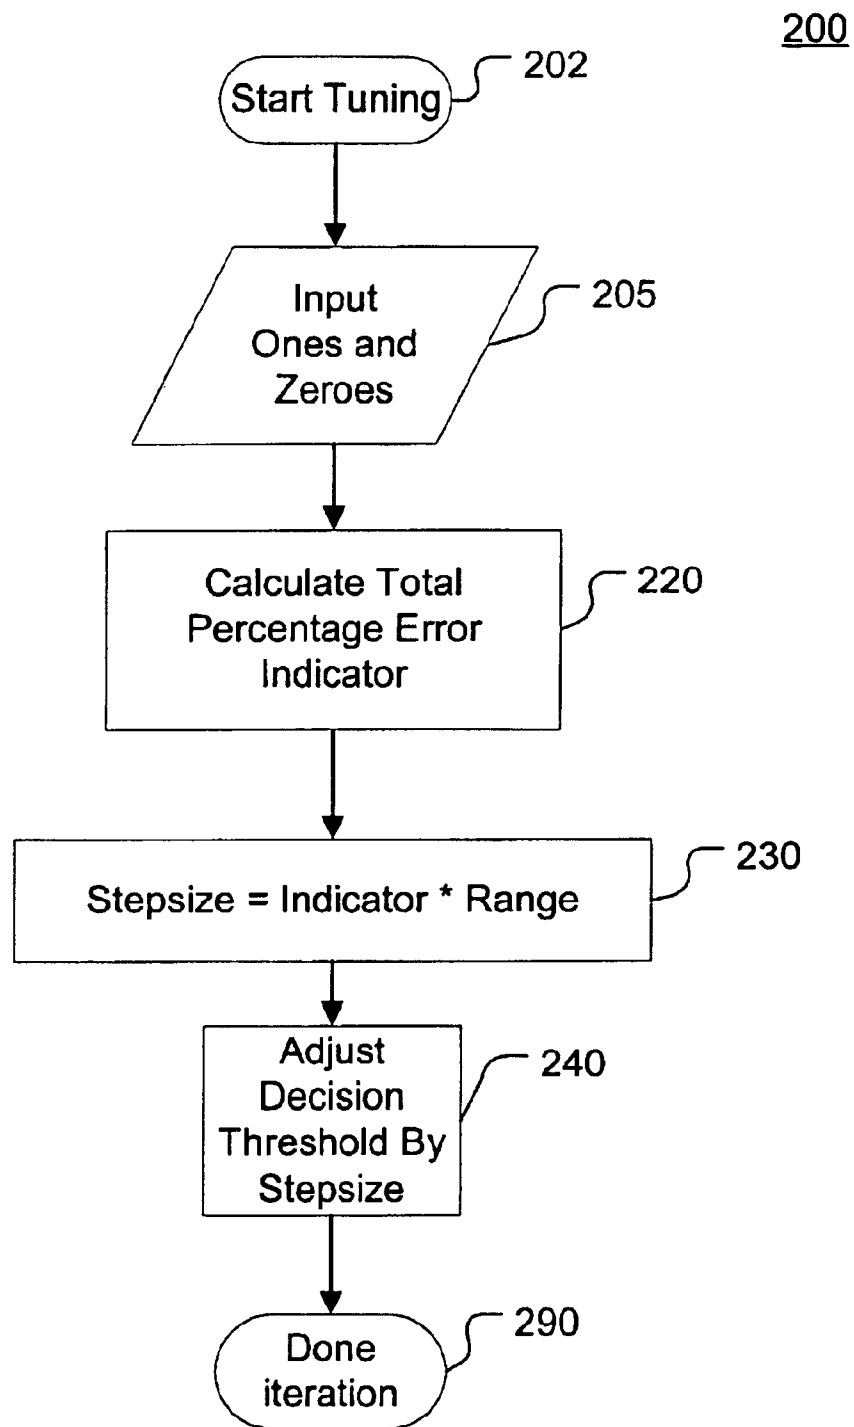 200
202
Start Tuning
Input
Ones and
Zeroes
205
Calculate Total
Percentage Error
Indicator
220
230
Stepsize = Indicator * Range
Adjust
Decision
Threshold By
Stepsize
240
Done
iteration
290